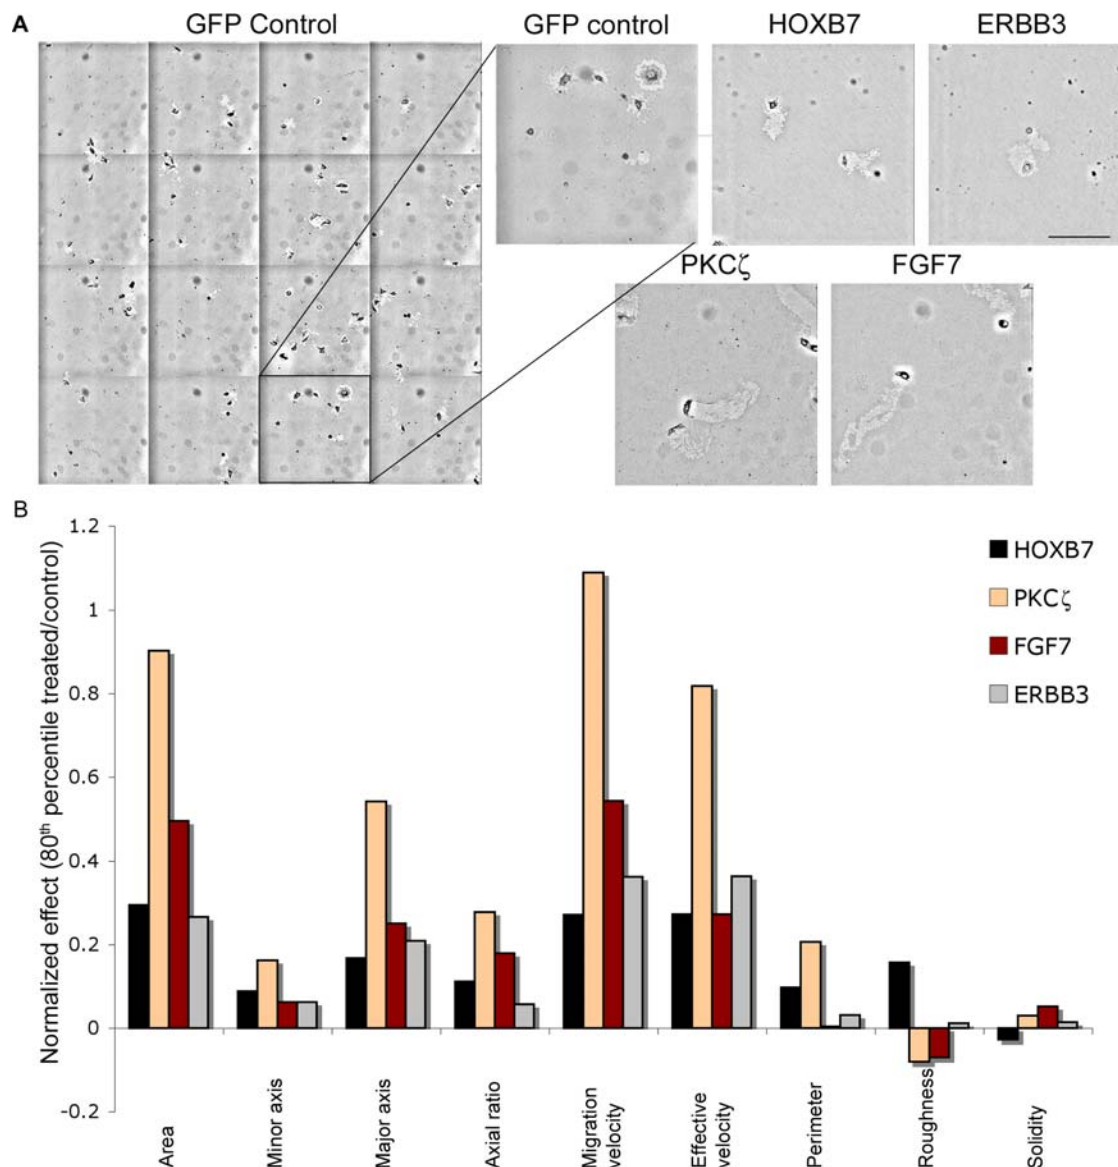 A
GFP Control
GFP control
HOXB7
ERBB3
PKCζ
FGF7
B
Normalized effect (80th percentile treated/control)
1.2
1
0.8
0.6
0.4
0.2
0
-0.2
HOXB7
PKCζ
FGF7
ERBB3
Area
Minor axis
Major axis
Axial ratio
Migration
velocity
Effective
velocity
Perimeter
Roughness
Solidity